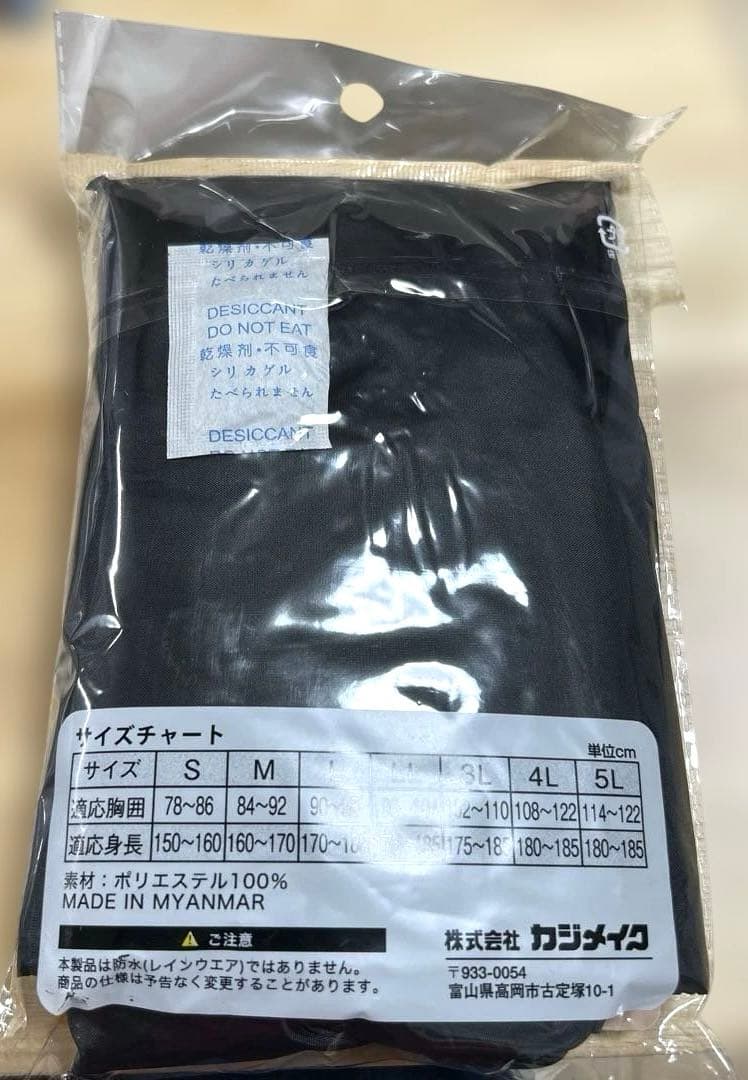 乾燥剤・不可食
シリカゲル
たべられません
DESICCANT
DO NOT EAT
乾燥剤・不可食
シリカゲル
たべられません
DESICCANT
サイズチャート
単位cm
サイズ S M 3L 4L 5L
適応胸囲 78~86 84~92 108~122 114~122
適応身長 150~160 160~170 180~185 180~185
素材：ポリエステル100%
MADE IN MYANMAR
ご注意
本製品は防水(レインウエア)ではありません。
商品の仕様は予告なく変更することがあります。
株式会社 カジメイク
〒933-0054
富山県高岡市古定塚10-1